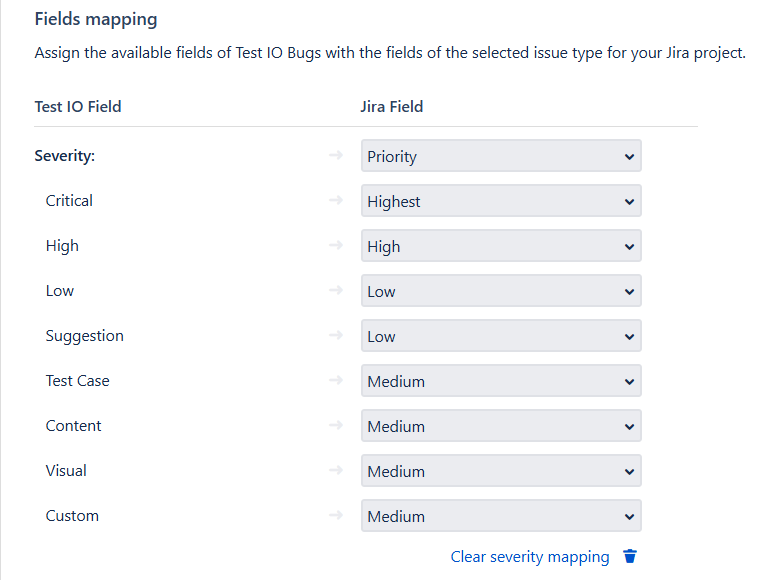 Fields mapping
Assign the available fields of Test IO Bugs with the fields of the selected issue type for your Jira project.
Test IO Field Jira Field
Severity: Priority
Critical Highest
High High
Low Low
Suggestion Low
Test Case Medium
Content Medium
Visual Medium
Custom Medium
Clear severity mapping